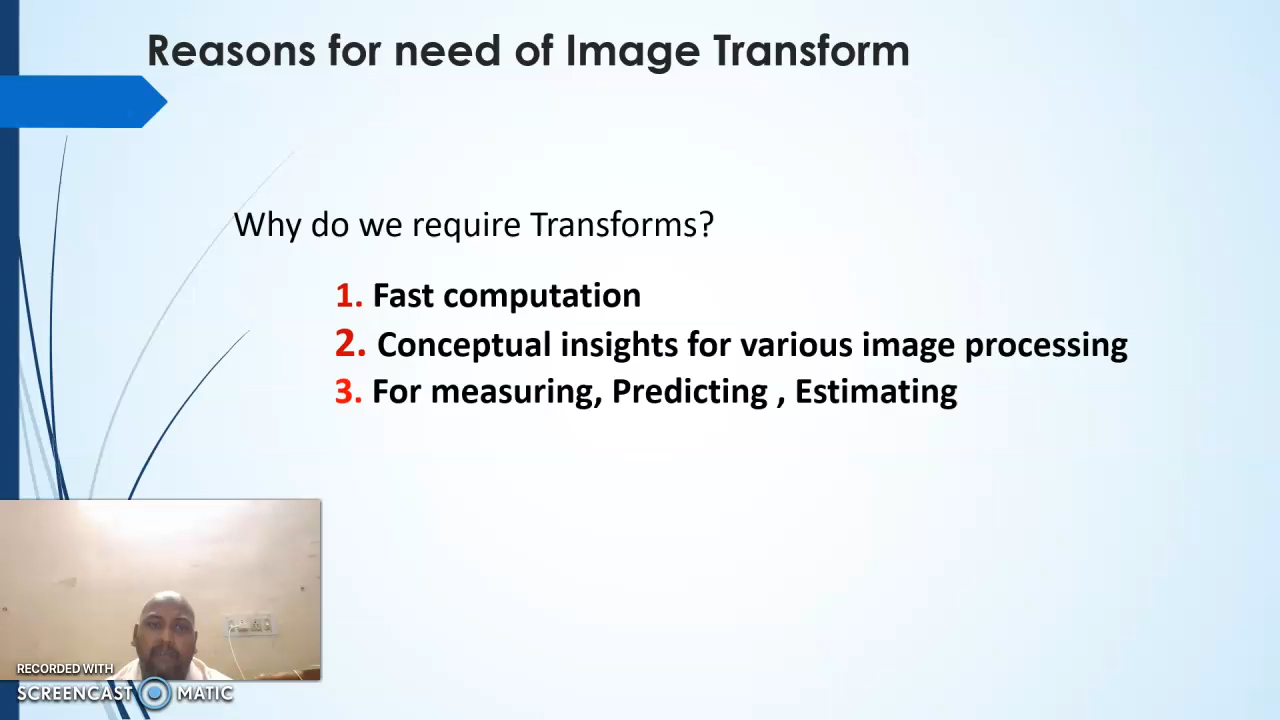 Reasons for need of Image Transform
Why do we require Transforms?
1. Fast computation
2. Conceptual insights for various image processing
3. For measuring, Predicting , Estimating
RECORDED WITH
SCREENCAST MATIC